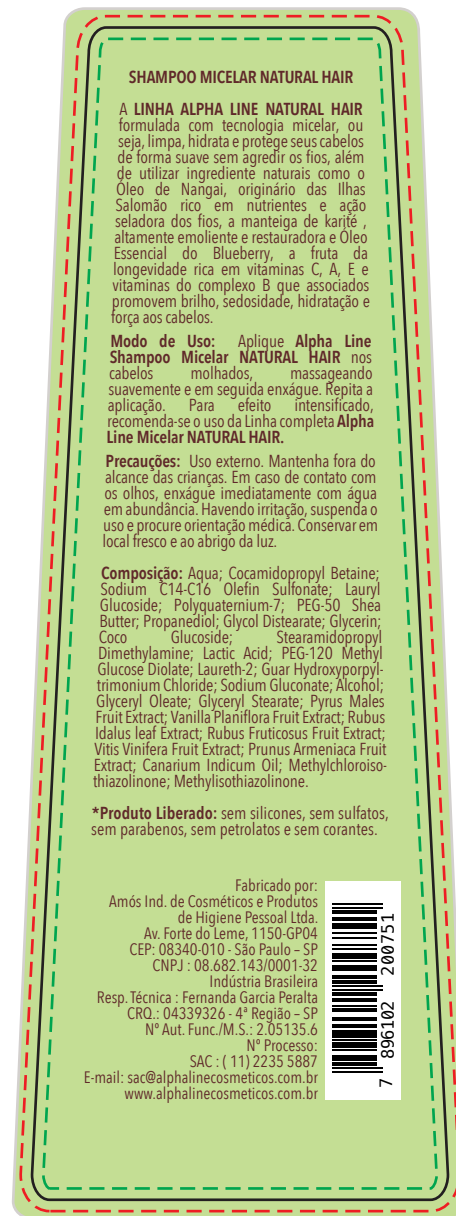 SHAMPOO MICELAR NATURAL HAIR
A LINHA ALPHA LINE NATURAL HAIR
formulada com tecnologia micelar, ou
seja, limpa, hidrata e protege seus cabelos
de forma suave sem agredir os fios, além
de utilizar ingrediente naturais como o
Óleo de Nangai, originário das Ilhas
Salomão rico em nutrientes e ação
seladora dos fios, a manteiga de karité ,
altamente emoliente e restauradora e Óleo
Essencial do Blueberry, a fruta da
longevidade rica em vitaminas C, A, E e
vitaminas do complexo B que associados
promovem brilho, sedosidade, hidratação e
força aos cabelos.
Modo de Uso: Aplique Alpha Line
Shampoo Micelar NATURAL HAIR nos
cabelos molhados, massageando
suavemente e em seguida enxágue. Repita a
aplicação. Para efeito intensificado,
recomenda-se o uso da Linha completa Alpha
Line Micelar NATURAL HAIR.
Precauções: Uso externo. Mantenha fora do
alcance das crianças. Em caso de contato com
os olhos, enxágue imediatamente com água
em abundância. Havendo irritação, suspenda o
uso e procure orientação médica. Conservar em
local fresco e ao abrigo da luz.
Composição: Aqua; Cocamidopropyl Betaine;
Sodium C14-C16 Olefin Sulfonate; Lauryl
Glucoside; Polyquaternium-7; PEG-50 Shea
Butter; Propanediol; Glycol Distearate; Glycerin;
Coco Glucoside; Stearamidopropyl
Dimethylamine; Lactic Acid; PEG-120 Methyl
Glucose Diolate; Laureth-2; Guar Hydroxyporpyl-
trimonium Chloride; Sodium Gluconate; Alcohol;
Glyceryl Oleate; Glyceryl Stearate; Pyrus Males
Fruit Extract; Vanilla Planiflora Fruit Extract; Rubus
Idalus leaf Extract; Rubus Fruticosus Fruit Extract;
Vitis Vinifera Fruit Extract; Prunus Armeniaca Fruit
Extract; Canarium Indicum Oil; Methylchloroiso-
thiazolinone; Methylisothiazolinone.
*Produto Liberado: sem silicones, sem sulfatos,
sem parabenos, sem petrolatos e sem corantes.
Fabricado por:
Amós Ind. de Cosméticos e Produtos
de Higiene Pessoal Ltda.
Av. Forte do Leme, 1150-GP04
CEP: 08340-010 - São Paulo – SP
CNPJ : 08.682.143/0001-32
Indústria Brasileira
Resp. Técnica : Fernanda Garcia Peralta
CRQ.: 04339326 - 4ª Região – SP
Nº Aut. Func./M.S.: 2.05135.6
Nº Processo:
SAC : ( 11) 2235 5887
E-mail: sac@alphalinecosmeticos.com.br
www.alphalinecosmeticos.com.br
7 896102 200751